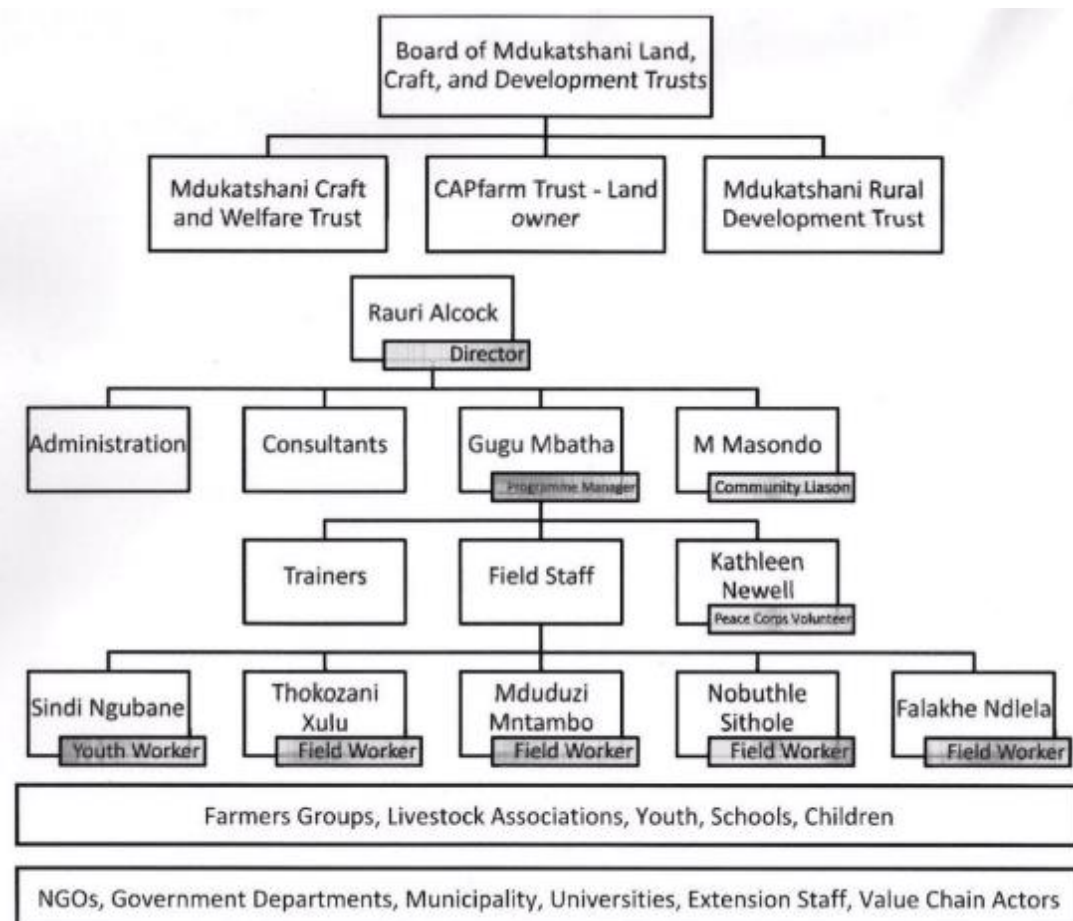 Board of Mdukatshani Land,
Craft, and Development Trusts
Mdukatshani Craft
and Welfare Trust
CAPfarm Trust - Land
owner
Mdukatshani Rural
Development Trust
Rauri Alcock
Director
Administration
Consultants
Gugu Mbatha
Programme Manager
M Masondo
Community Liason
Trainers
Field Staff
Kathleen
Newell
Peace Corps Volunteer
Sindi Ngubane
Youth Worker
Thokozani
Xulu
Field Worker
Mduduzi
Mntambo
Field Worker
Nobuthle
Sithole
Field Worker
Falakhe Ndlela
Field Worker
Farmers Groups, Livestock Associations, Youth, Schools, Children
NGOs, Government Departments, Municipality, Universities, Extension Staff, Value Chain Actors